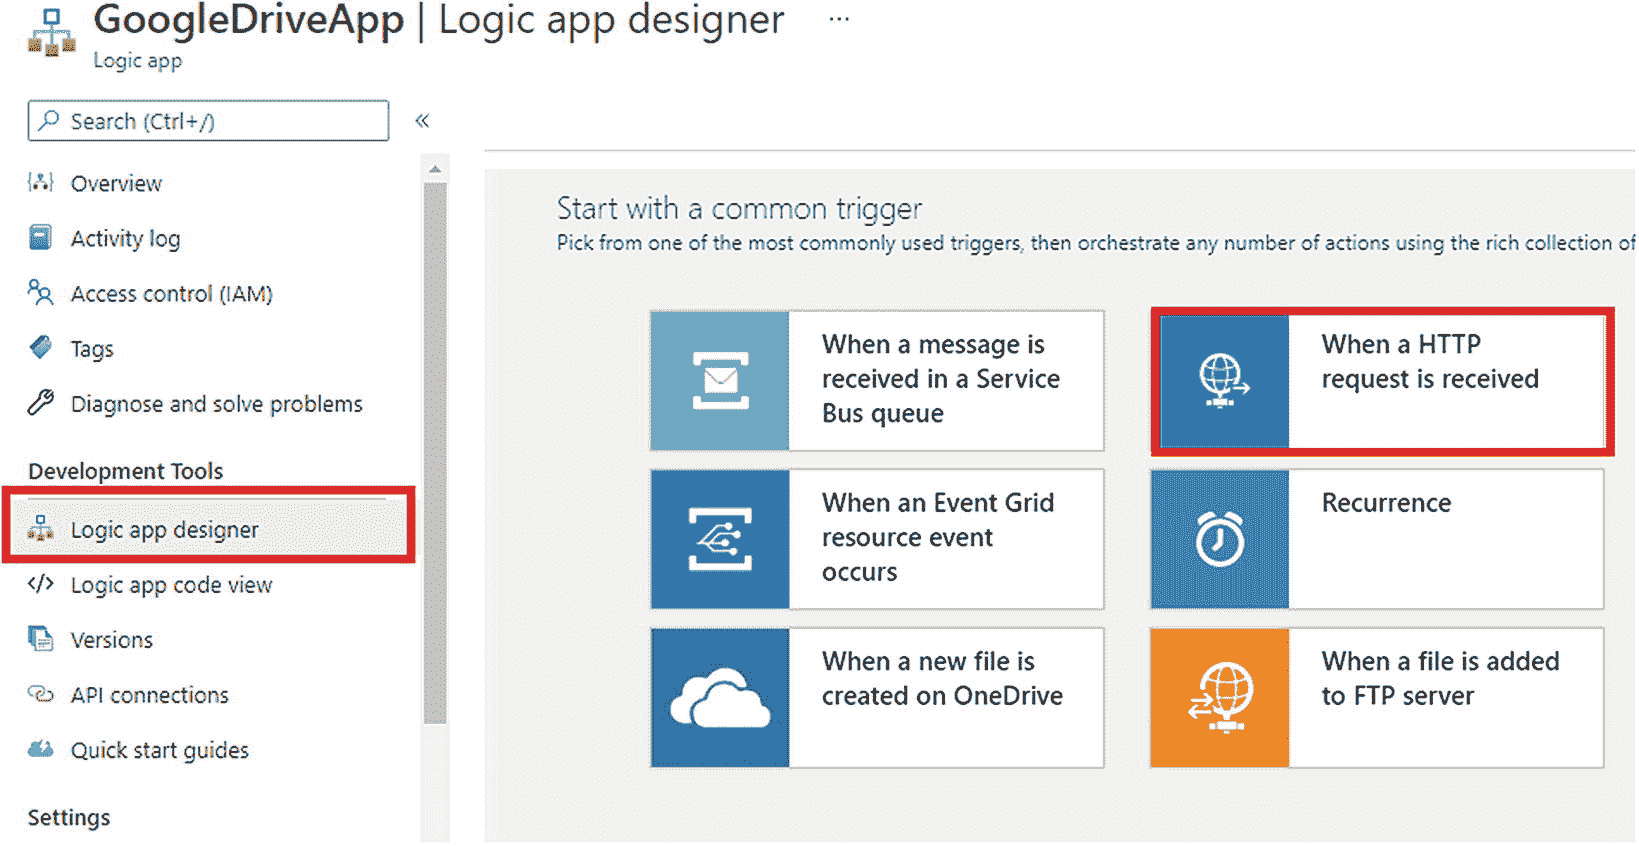 GoogleDriveApp | Logic app designer ...
Logic app
Search (Ctrl+/)
«
Overview
Activity log
Access control (IAM)
Tags
Diagnose and solve problems
Development Tools
Logic app designer
Logic app code view
Versions
API connections
Quick start guides
Settings
Start with a common trigger
Pick from one of the most commonly used triggers, then orchestrate any number of actions using the rich collection of
When a message is
received in a Service
Bus queue
When a HTTP
request is received
When an Event Grid
resource event
occurs
Recurrence
When a new file is
created on OneDrive
When a file is added
to FTP server